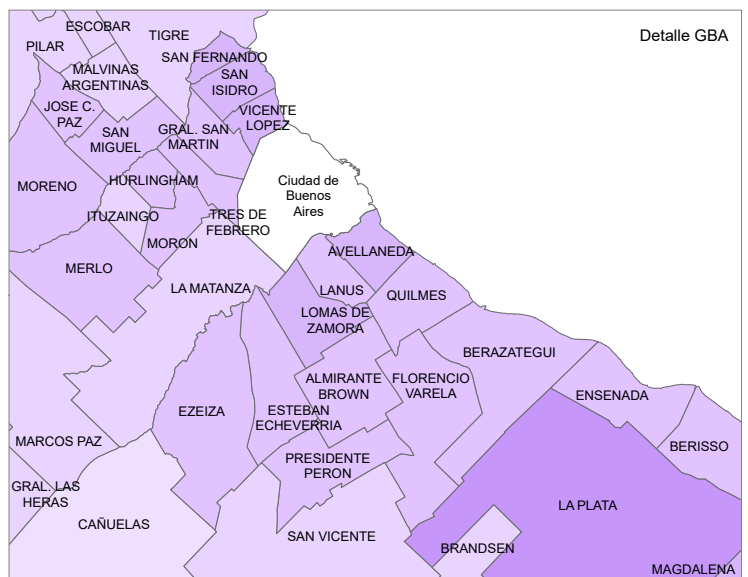 ESCOBAR
TIGRE
Detalle GBA
PILAR
SAN FERNANDO
MALVINAS
ARGENTINAS
SAN
ISIDRO
JOSE C.
PAZ
VICENTE
LOPEZ
SAN
MIGUEL
GRAL. SAN
MARTIN
MORENO
HURLINGHAM
Ciudad de
Buenos
Aires
ITUZAINGO
TRES DE
FEBRERO
MORON
AVELLANEDA
MERLO
LA MATANZA
LANUS
QUILMES
LOMAS DE
ZAMORA
BERAZATEGUI
ALMIRANTE
BROWN
FLORENCIO
VARELA
ENSENADA
EZEIZA
ESTEBAN
ECHEVERRIA
MARCOS PAZ
BERISSO
PRESIDENTE
PERON
GRAL. LAS
HERAS
LA PLATA
CAÑUELAS
SAN VICENTE
BRANDSEN
MAGDALENA